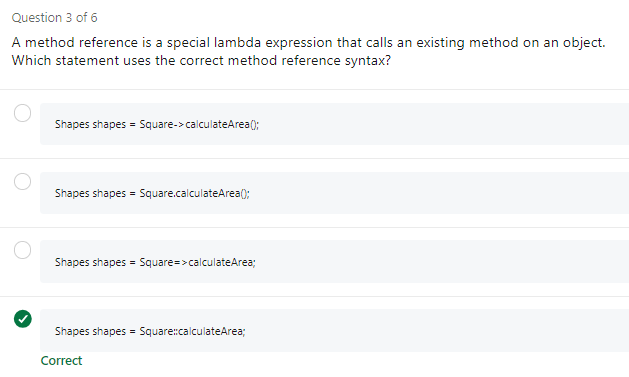 Question 3 of 6
A method reference is a special lambda expression that calls an existing method on an object.
Which statement uses the correct method reference syntax?
Shapes shapes = Square->calculateArea();
Shapes shapes = Square.calculateArea();
Shapes shapes = Square=>calculateArea;
Shapes shapes = Square::calculateArea;
Correct